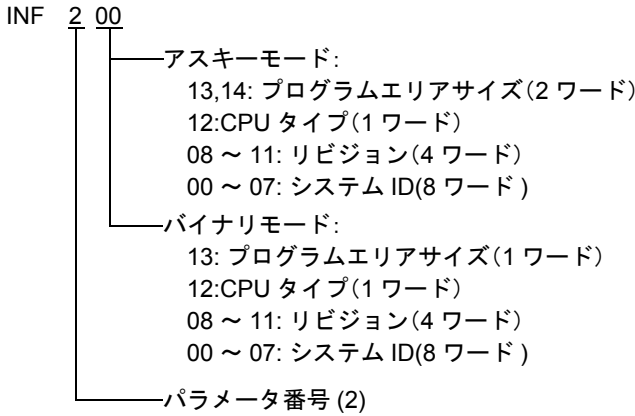 INF 2 00
アスキーモード：
13,14: プログラムエリアサイズ（2 ワード）
12:CPU タイプ（1 ワード）
08 ～ 11: リビジョン（4 ワード）
00 ～ 07: システム ID(8 ワード )
バイナリモード：
13: プログラムエリアサイズ（1 ワード）
12:CPU タイプ（1 ワード）
08 ～ 11: リビジョン（4 ワード）
00 ～ 07: システム ID(8 ワード )
パラメータ番号 (2)